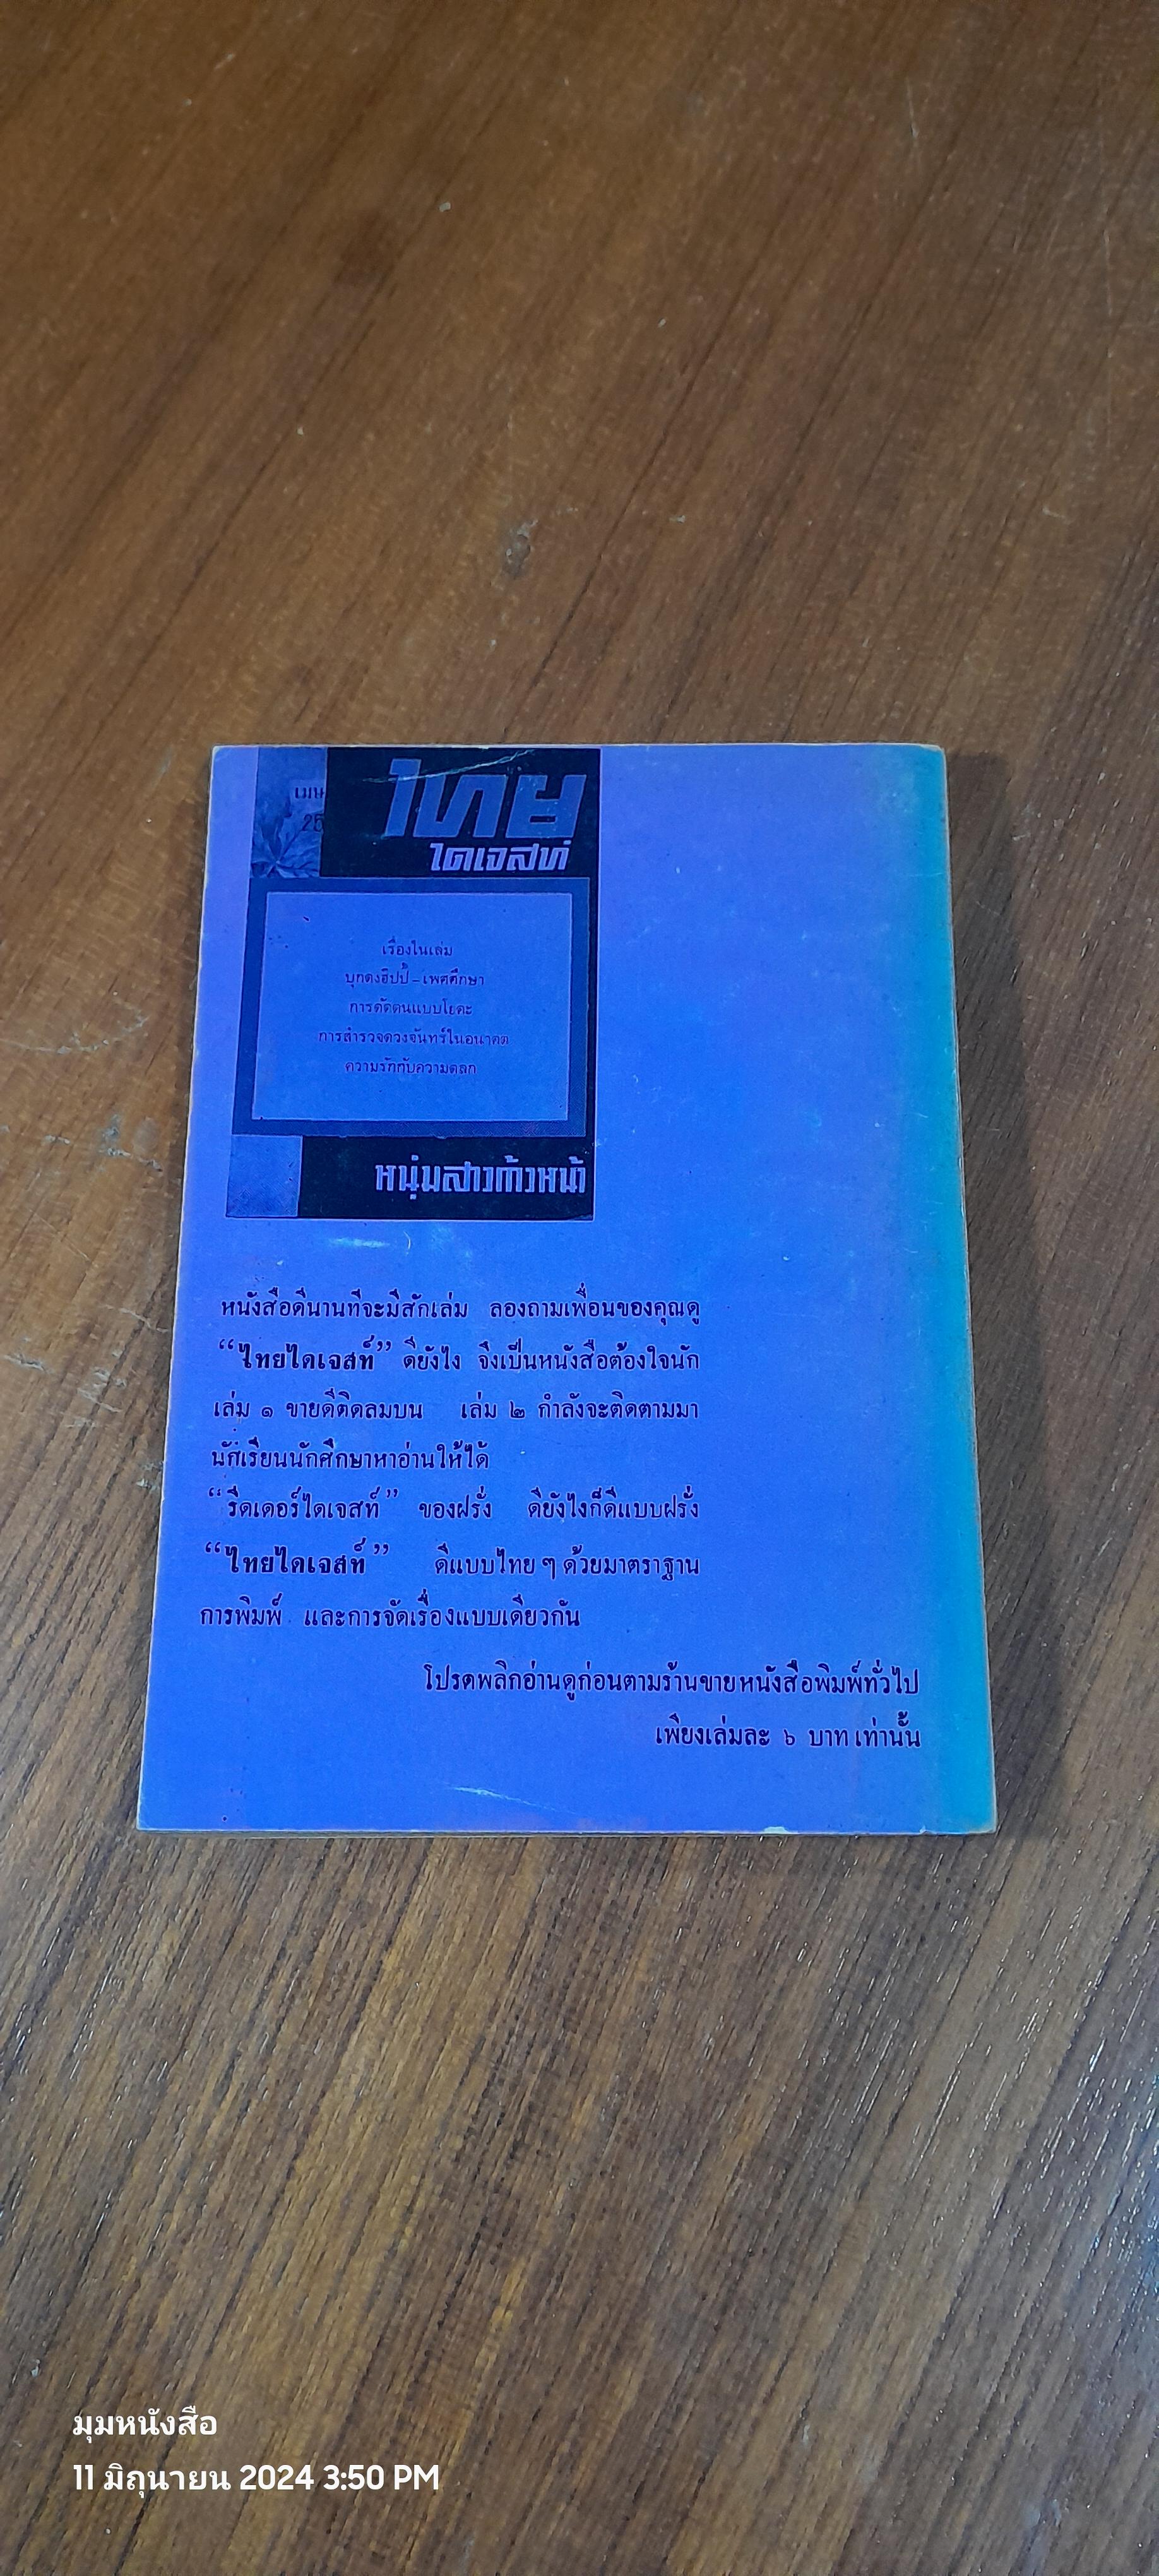 เมษ
25
ไทย
ไดเจสท์
เรื่องในเล่ม
บุกดงฮิปปี้ - เพศศึกษา
การดัดตนแบบโยคะ
การสำรวจดวงจันทร์ในอนาคต
ความรักกับความตลก
หนุ่มสาวก้าวหน้า
หนังสือดีนานทีจะมีสักเล่ม ลองถามเพื่อนของคุณดู
“ไทยไดเจสท์” ดียังไง จึงเป็นหนังสือต้องใจนัก
เล่ม ๑ ขายดีติดลมบน เล่ม ๒ กำลังจะติดตามมา
นักเรียนนักศึกษาหาอ่านให้ได้
“รีดเดอร์ไดเจสท์” ของฝรั่ง ดียังไงก็ดีแบบฝรั่ง
“ไทยไดเจสท์” ดีแบบไทย ๆ ด้วยมาตราฐาน
การพิมพ์ และการจัดเรื่องแบบเดียวกัน
โปรดพลิกอ่านดูก่อนตามร้านขายหนังสือพิมพ์ทั่วไป
เพียงเล่มละ ๖ บาท เท่านั้น
มุมหนังสือ
11 มิถุนายน 2024 3:50 PM